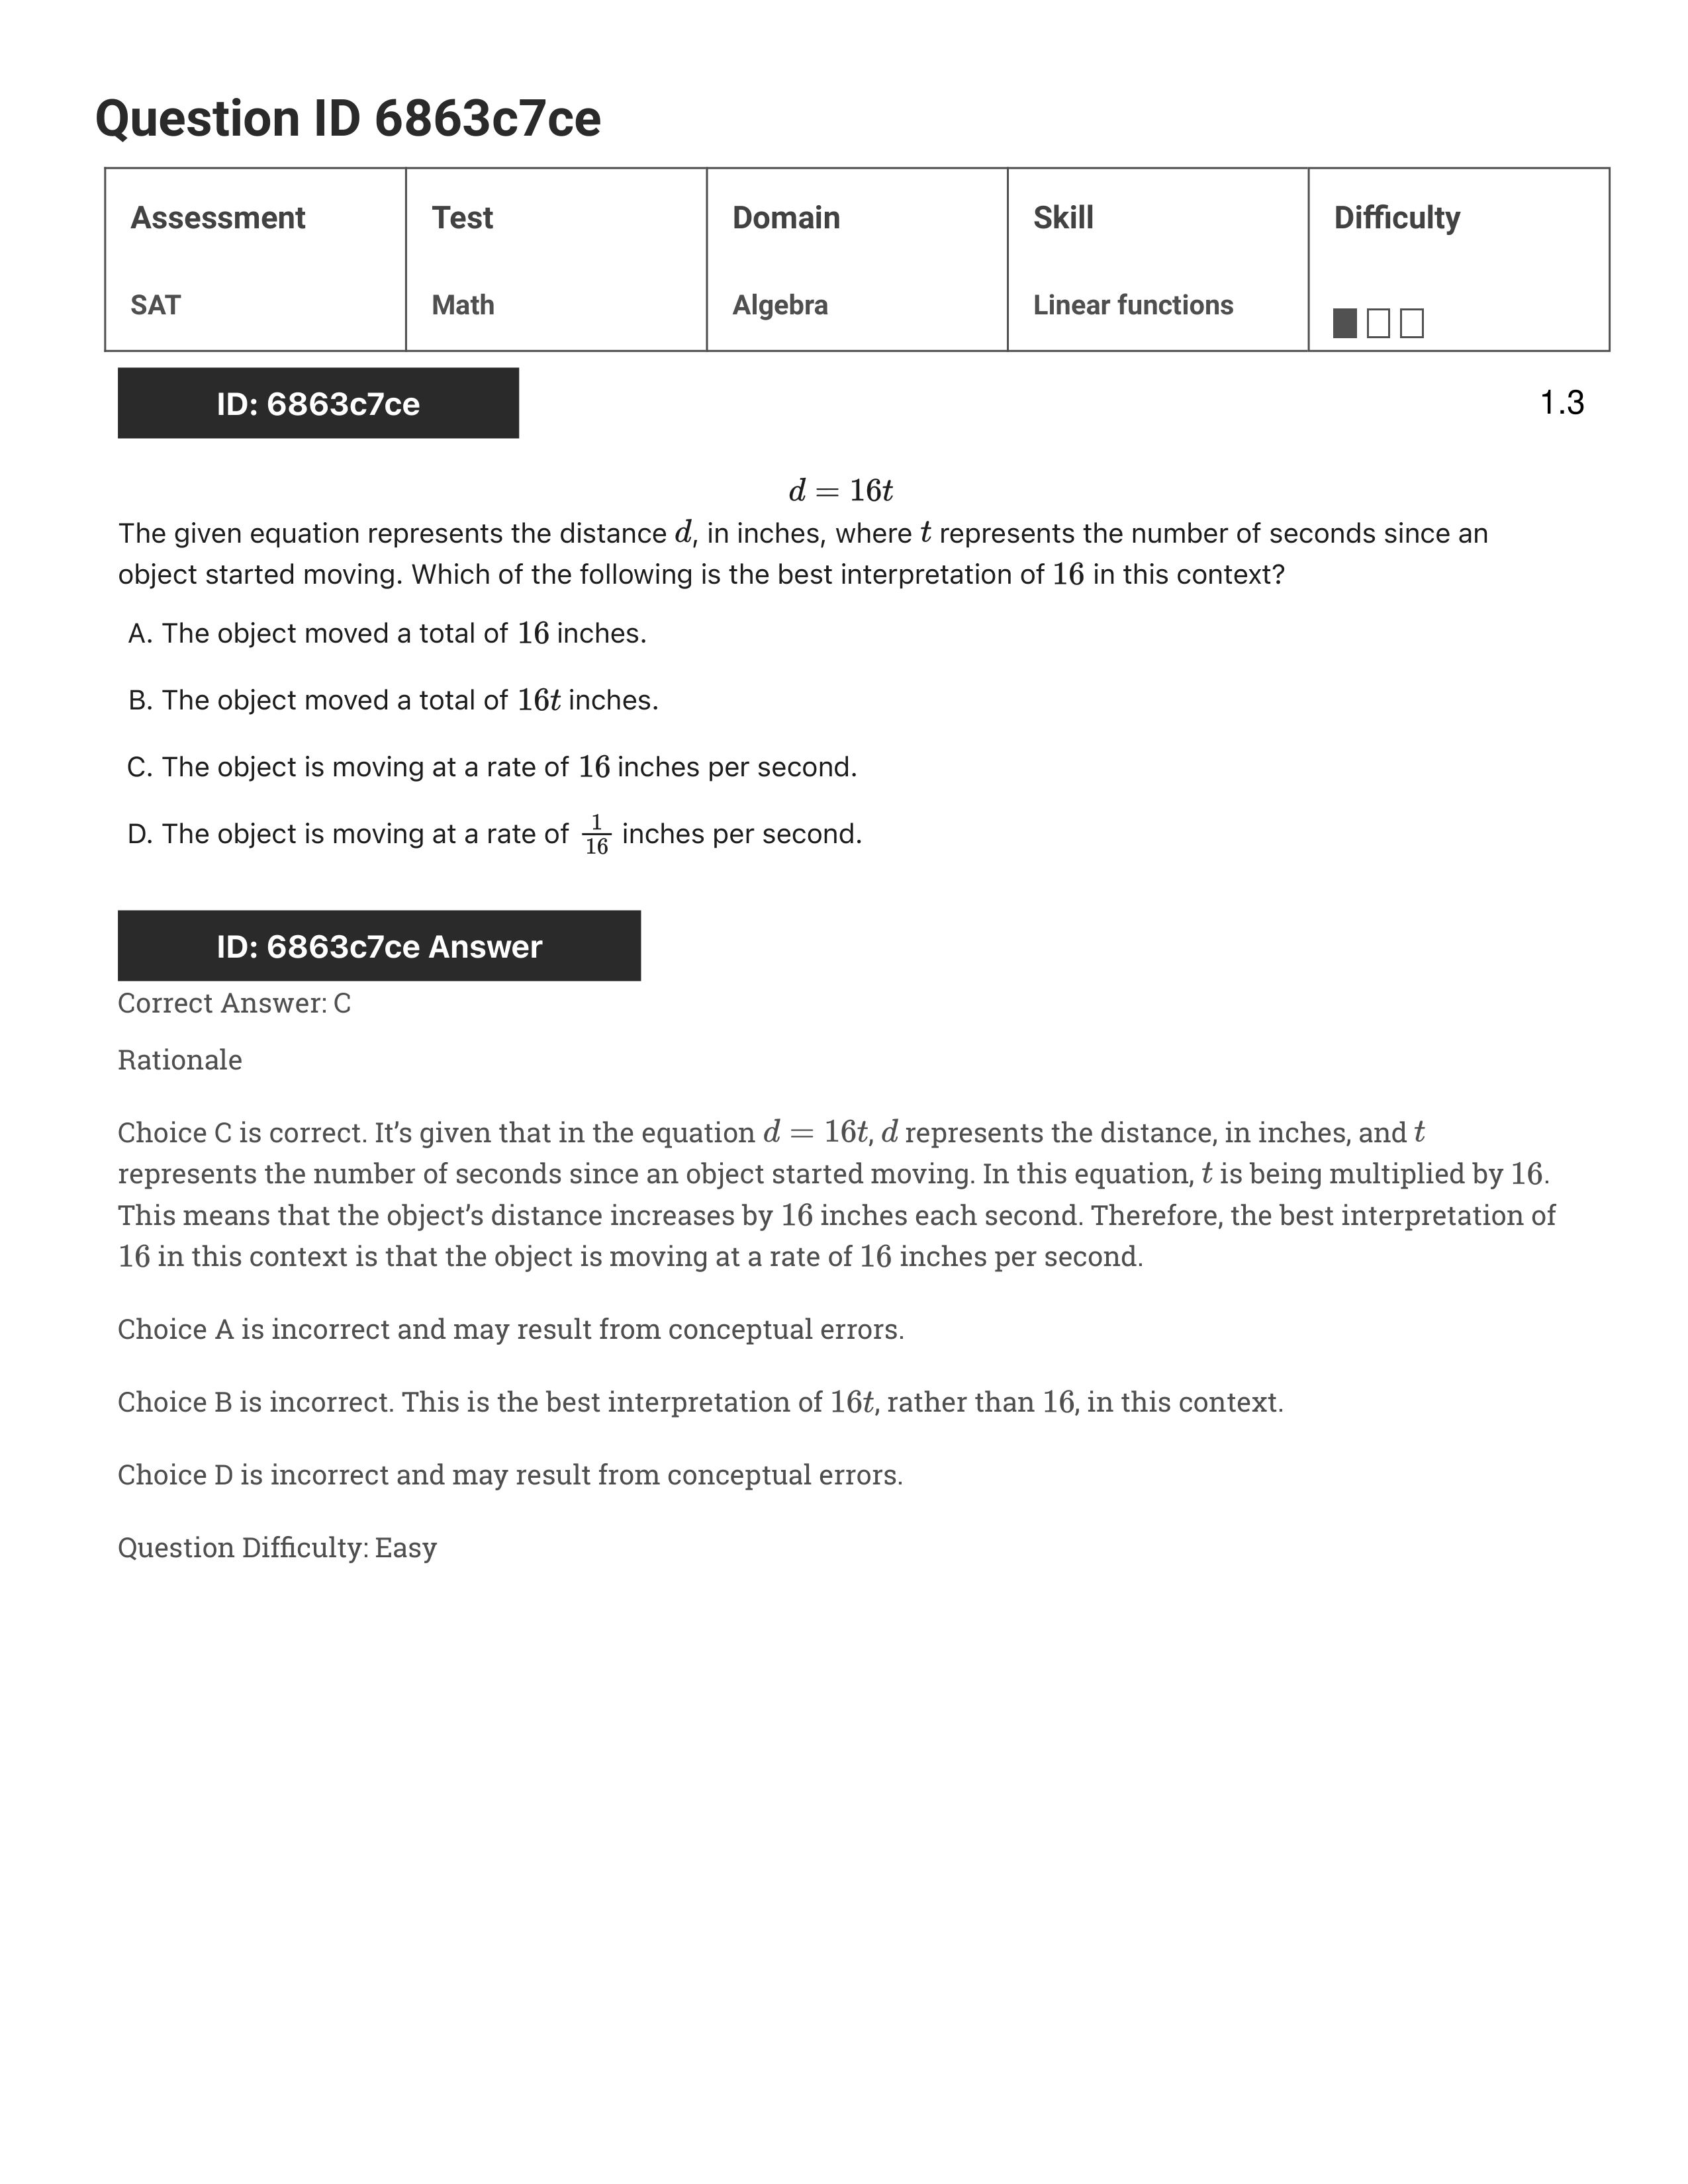 Question ID 6863c7ce
Assessment Test Domain Skill Difficulty
SAT Math Algebra Linear functions
ID: 6863c7ce 1.3
d = 16t
The given equation represents the distance d, in inches, where t represents the number of seconds since an
object started moving. Which of the following is the best interpretation of 16 in this context?
A. The object moved a total of 16 inches.
B. The object moved a total of 16t inches.
C. The object is moving at a rate of 16 inches per second.
D. The object is moving at a rate of 1/16 inches per second.
ID: 6863c7ce Answer
Correct Answer: C
Rationale
Choice C is correct. It’s given that in the equation d = 16t, d represents the distance, in inches, and t
represents the number of seconds since an object started moving. In this equation, t is being multiplied by 16.
This means that the object’s distance increases by 16 inches each second. Therefore, the best interpretation of
16 in this context is that the object is moving at a rate of 16 inches per second.
Choice A is incorrect and may result from conceptual errors.
Choice B is incorrect. This is the best interpretation of 16t, rather than 16, in this context.
Choice D is incorrect and may result from conceptual errors.
Question Difficulty: Easy